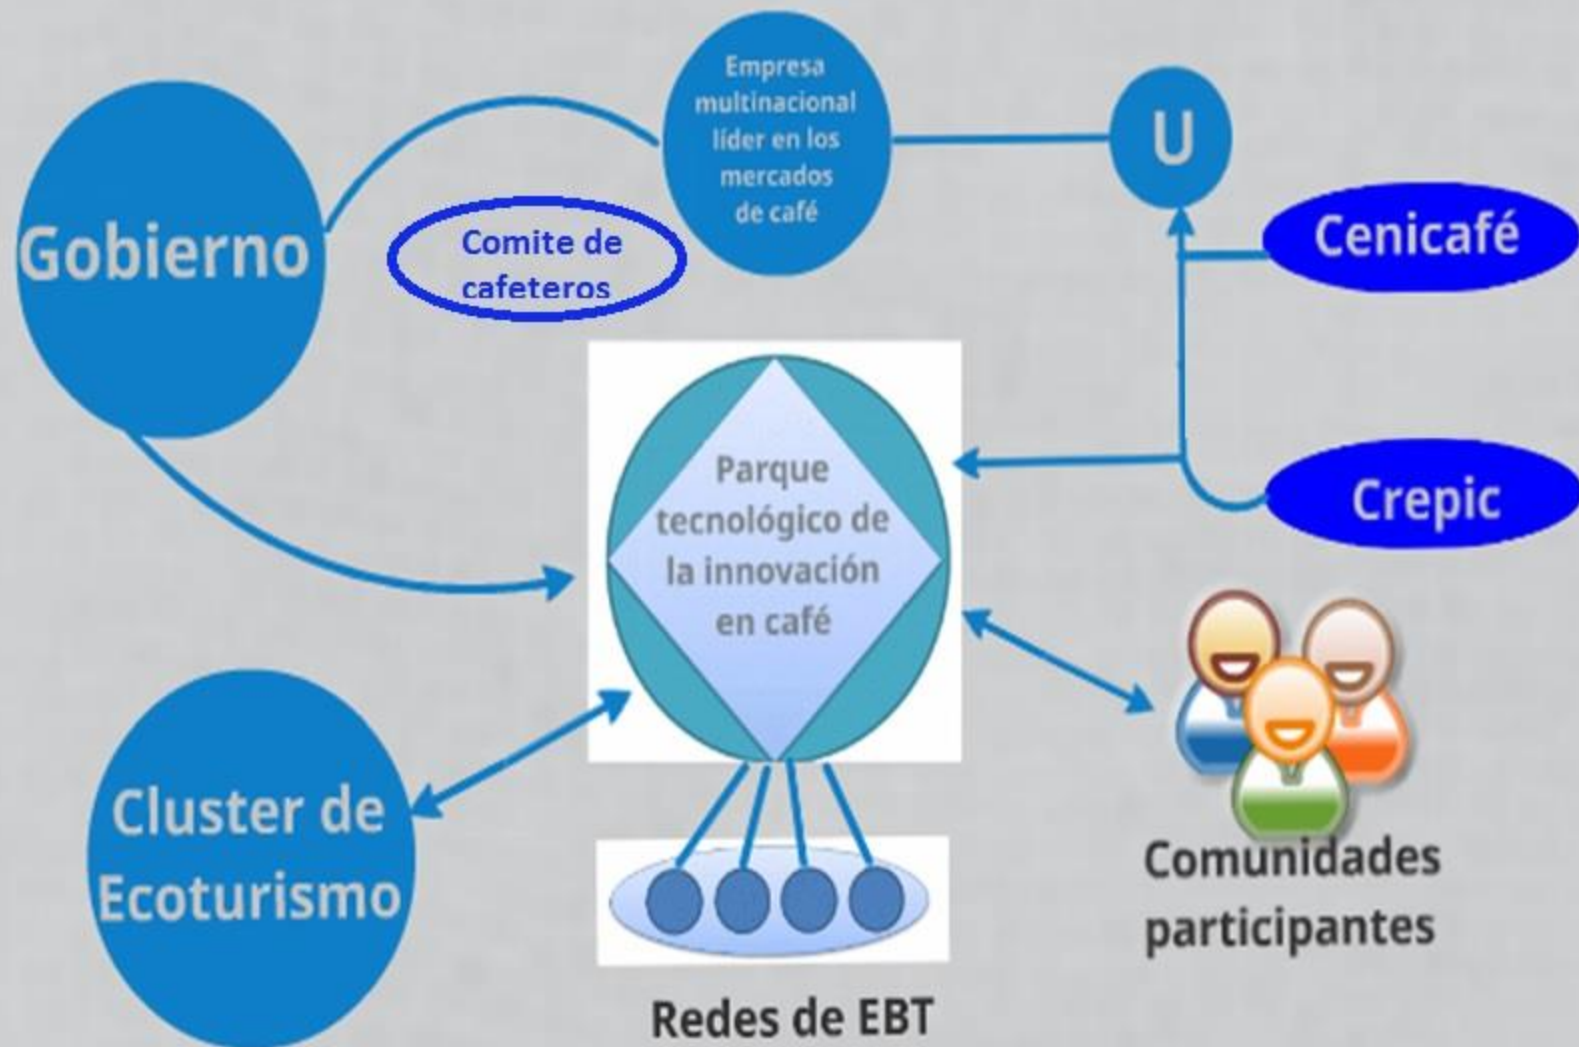 Empresa
multinacional
líder en los
mercados
de café
U
Gobierno
Comite de
cafeteros
Cenicafé
Parque
tecnológico de
la innovación
en café
Crepic
Cluster de
Ecoturismo
Comunidades
participantes
Redes de EBT